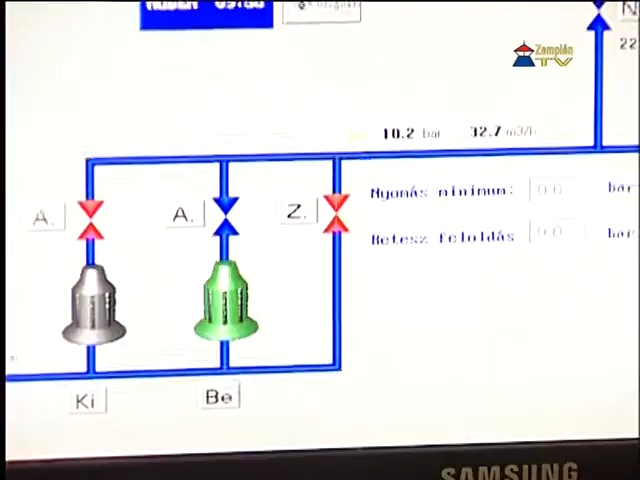 Zemplén
TV
22
10.2 bar 32.7 m3/h
Á.
A.
Z.
Nyomás minimum: 0.0 bar
Retesz feloldás 0.0 bar
Ki
Be
SAMSUNG